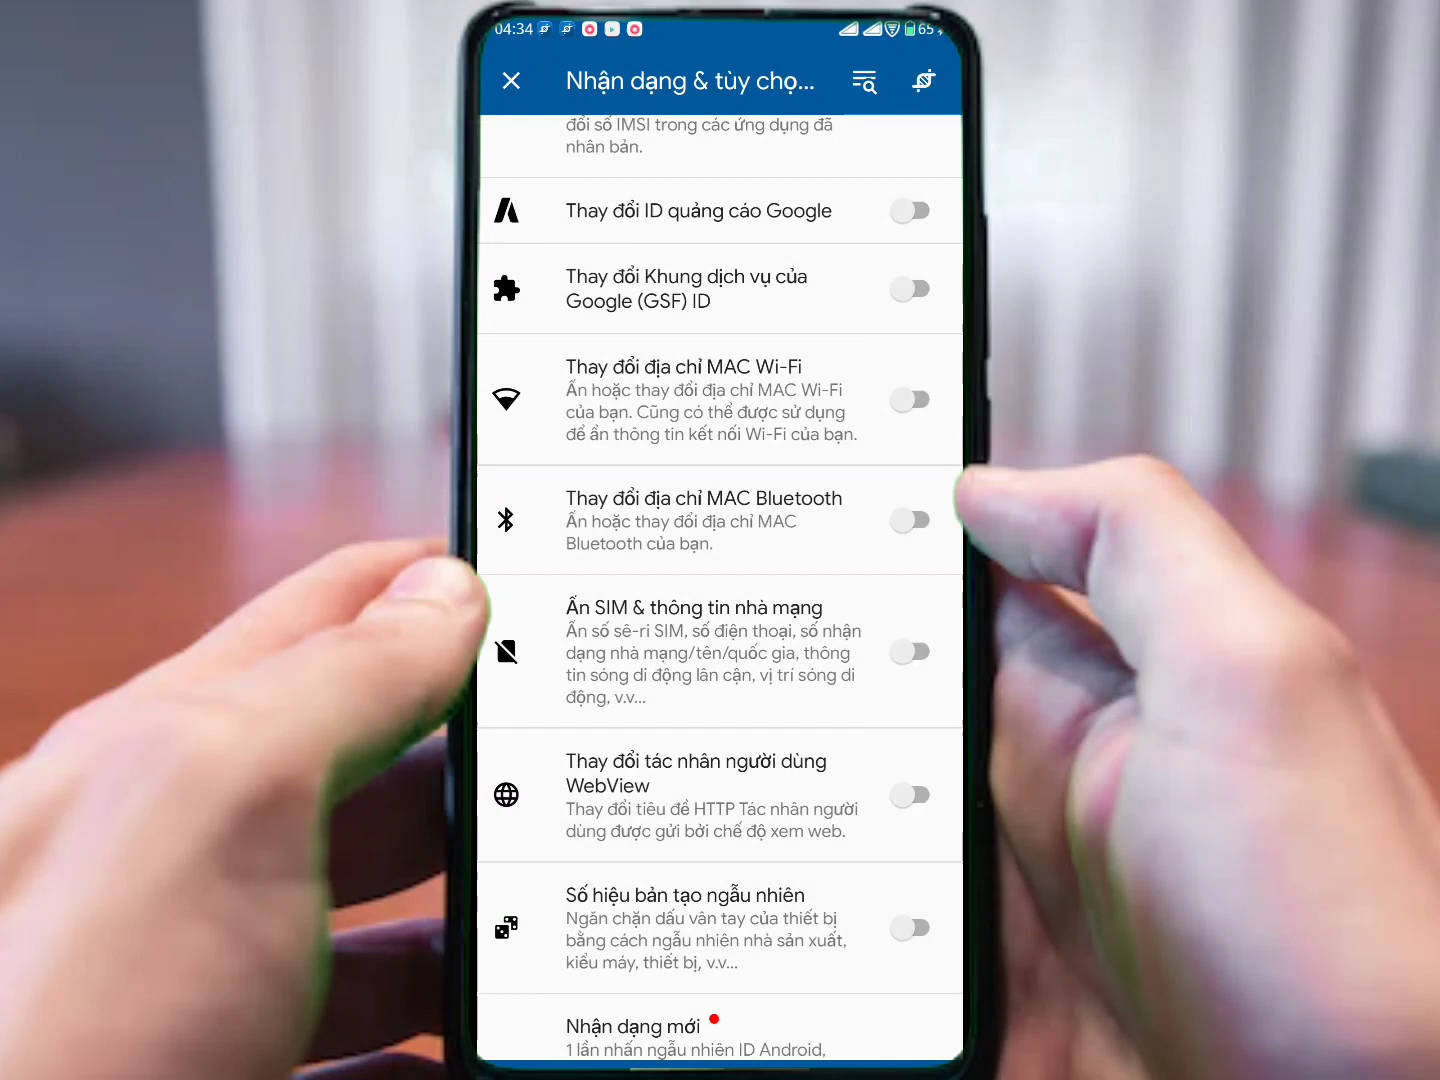 04:34
65
Nhận dạng & tùy chọ...
đổi số IMSI trong các ứng dụng đã
nhân bản.
Thay đổi ID quảng cáo Google
Thay đổi Khung dịch vụ của
Google (GSF) ID
Thay đổi địa chỉ MAC Wi-Fi
Ẩn hoặc thay đổi địa chỉ MAC Wi-Fi
của bạn. Cũng có thể được sử dụng
để ẩn thông tin kết nối Wi-Fi của bạn.
Thay đổi địa chỉ MAC Bluetooth
Ẩn hoặc thay đổi địa chỉ MAC
Bluetooth của bạn.
Ẩn SIM & thông tin nhà mạng
Ẩn số sê-ri SIM, số điện thoại, số nhận
dạng nhà mạng/tên/quốc gia, thông
tin sóng di động lân cận, vị trí sóng di
động, v.v...
Thay đổi tác nhân người dùng
WebView
Thay đổi tiêu đề HTTP Tác nhân người
dùng được gửi bởi chế độ xem web.
Số hiệu bản tạo ngẫu nhiên
Ngăn chặn dấu vân tay của thiết bị
bằng cách ngẫu nhiên nhà sản xuất,
kiểu máy, thiết bị, v.v...
Nhận dạng mới
1 lần nhấn ngẫu nhiên ID Android,